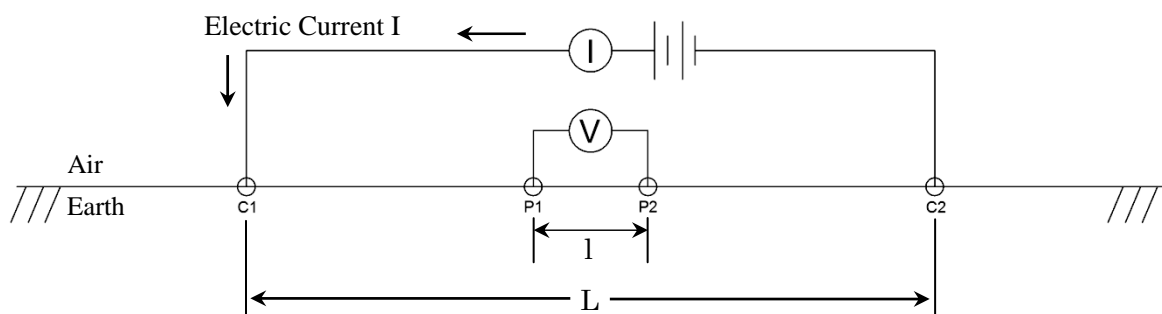 Electric Current I
I
V
Air
Earth
C1
P1
P2
C2
l
L